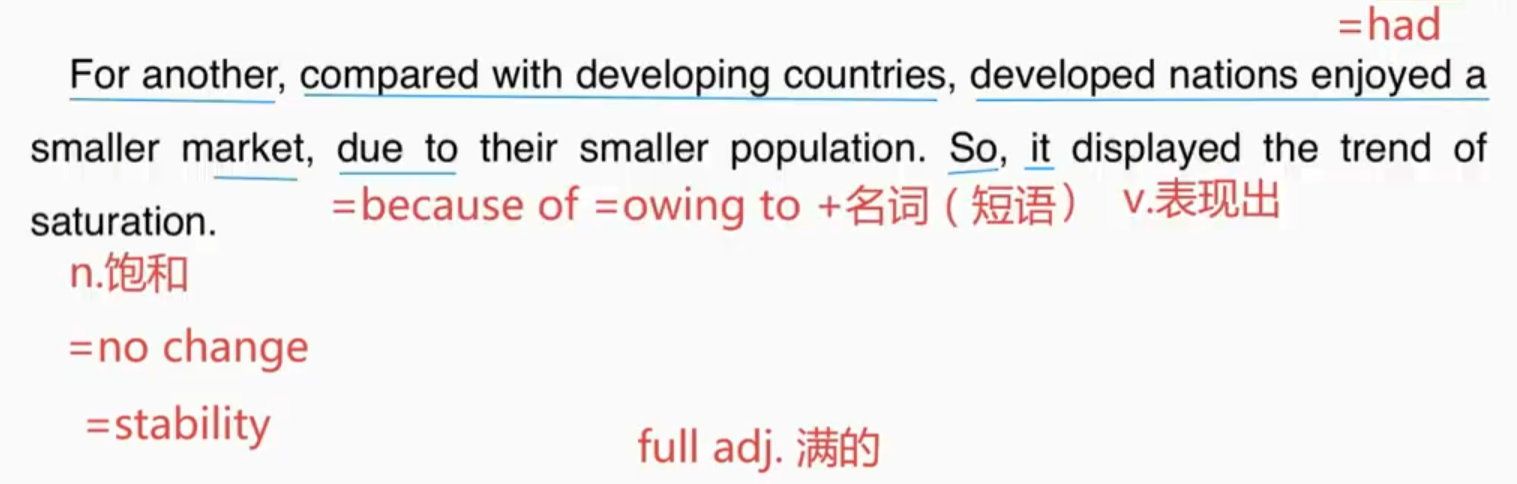 =had
For another, compared with developing countries, developed nations enjoyed a
smaller market, due to their smaller population. So, it displayed the trend of
=because of =owing to +名词（短语） v.表现出
saturation.
n.饱和
=no change
=stability
full adj. 满的